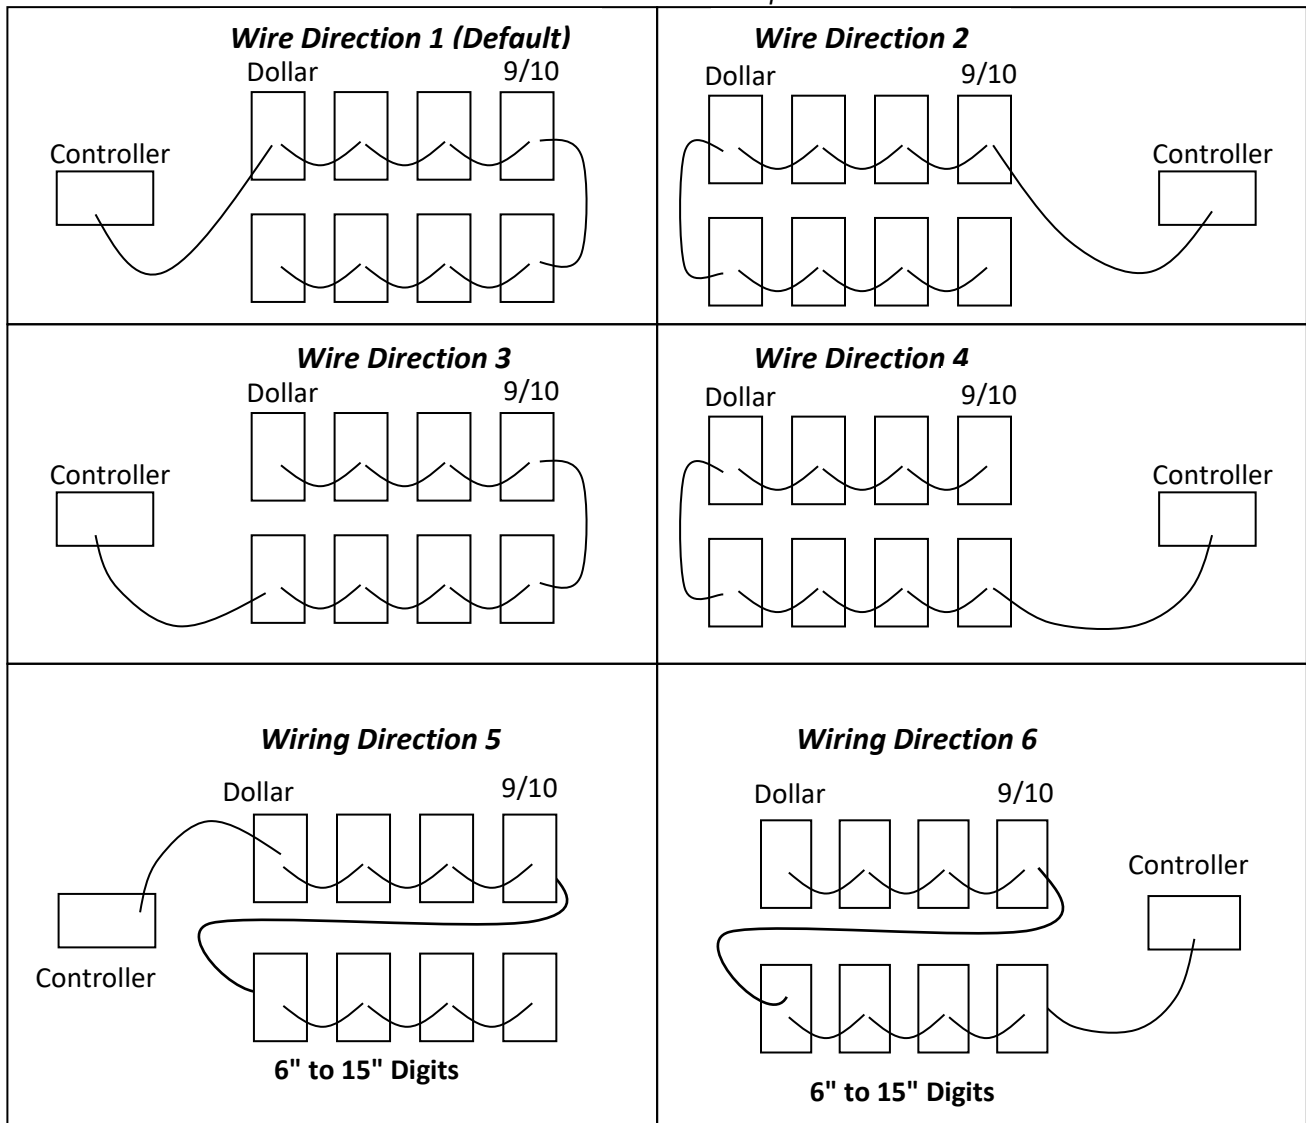 Wire Direction 1 (Default)
Dollar 9/10
Controller
Wire Direction 2
Dollar 9/10
Controller
Wire Direction 3
Dollar 9/10
Controller
Wire Direction 4
Dollar 9/10
Controller
Wiring Direction 5
Dollar 9/10
Controller
6" to 15" Digits
Wiring Direction 6
Dollar 9/10
Controller
6" to 15" Digits